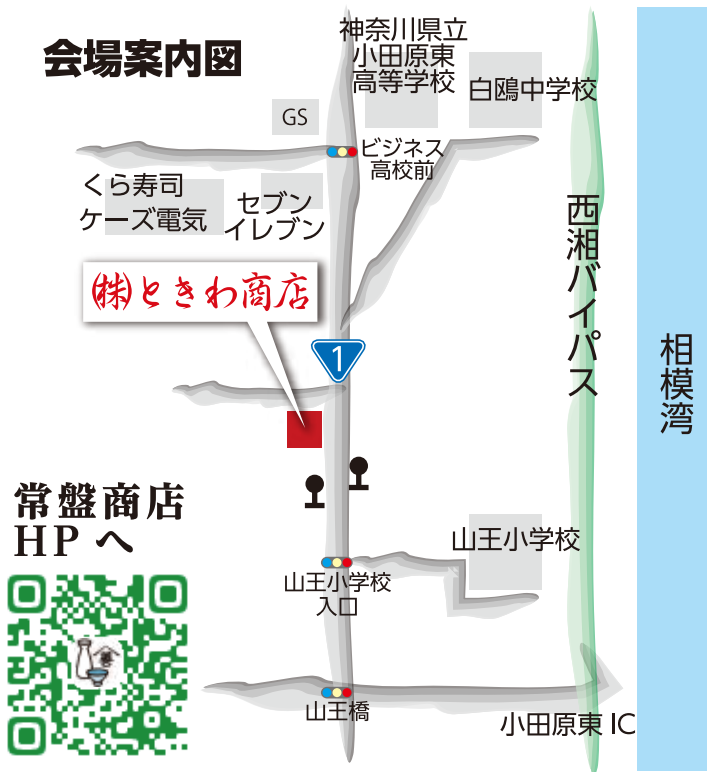 会場案内図
神奈川県立
小田原東
高等学校
白鴎中学校
GS
ビジネス
高校前
くら寿司
ケーズ電気
セブン
イレブン
西湘バイパス
㈱ときわ商店
1
相模湾
常盤商店
HP へ
山王小学校
山王小学校
入口
山王橋
小田原東 IC